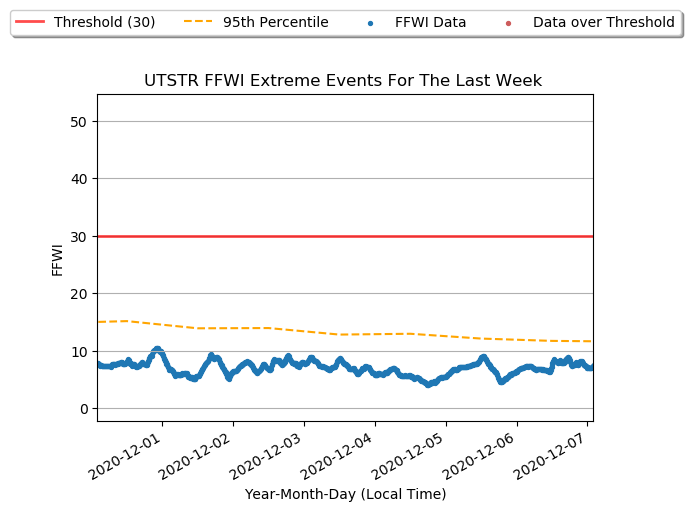 Threshold (30) 95th Percentile FFWI Data Data over Threshold
UTSTR FFWI Extreme Events For The Last Week
50
40
30
20
10
0
FFWI
2020-12-01 2020-12-02 2020-12-03 2020-12-04 2020-12-05 2020-12-06 2020-12-07
Year-Month-Day (Local Time)